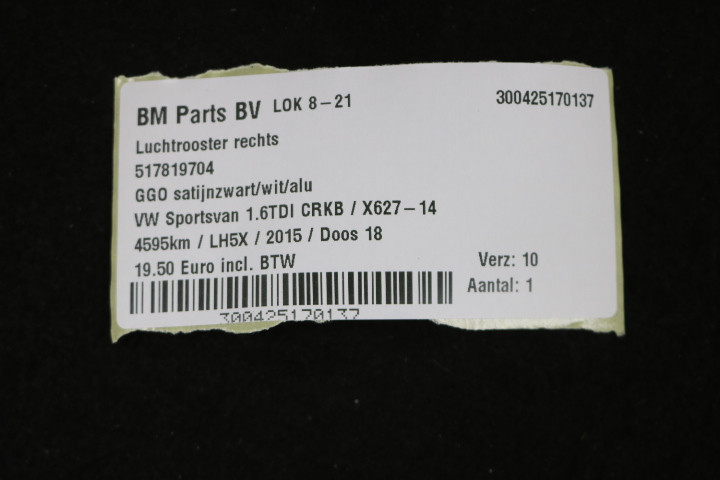 BM Parts BV LOK 8-21 300425170137
Luchtrooster rechts
517819704
GGO satijnzwart/wit/alu
VW Sportsvan 1.6TDI CRKB / X627-14
4595km / LH5X / 2015 / Doos 18
19.50 Euro incl. BTW Verz: 10
Aantal: 1
300425170137